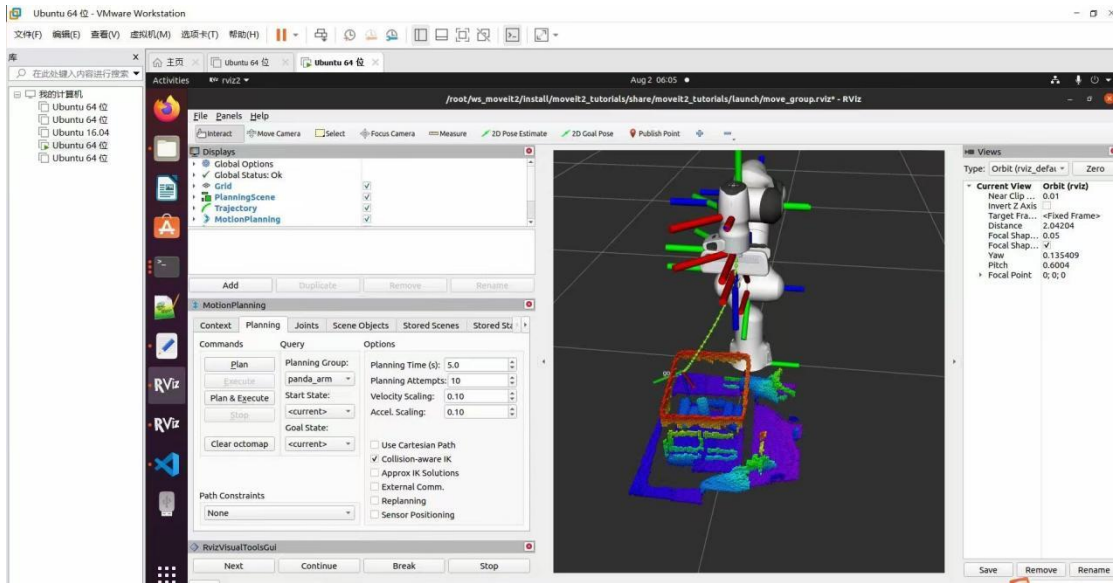 Ubuntu 64 位 - VMware Workstation
文件(F) 编辑(E) 查看(V) 虚拟机(M) 选项卡(T) 帮助(H)
库
在此处键入内容进行搜索
我的计算机
Ubuntu 64 位
Ubuntu 64 位
Ubuntu 16.04
Ubuntu 64 位
Ubuntu 64 位
主页 Ubuntu 64 位 Ubuntu 64 位
Activities rviz2 Aug 2 06:05
/root/ws_moveit2/install/moveit2_tutorials/share/moveit2_tutorials/launch/move_group.rviz* - RViz
File Panels Help
Interact Move Camera Select Focus Camera Measure 2D Pose Estimate 2D Goal Pose Publish Point
Displays
Global Options
Global Status: Ok
Grid
PlanningScene
Trajectory
MotionPlanning
Add Duplicate Remove Rename
MotionPlanning
Context Planning Joints Scene Objects Stored Scenes Stored Sta
Commands Query Options
Plan Planning Group: Planning Time (s): 5.0
Execute panda_arm Planning Attempts: 10
Plan & Execute Start State: Velocity Scaling: 0.10
Stop <current> Accel. Scaling: 0.10
Goal State:
Clear octomap <current> Use Cartesian Path
Collision-aware IK
Approx IK Solutions
External Comm.
Path Constraints Replanning
None Sensor Positioning
RvizVisualToolsGui
Next Continue Break Stop
RViz
RViz
Views
Type: Orbit (rviz_defau Zero
Current View Orbit (rviz)
Near Clip ... 0.01
Invert Z Axis
Target Fra... <Fixed Frame>
Distance 2.04204
Focal Shap... 0.05
Focal Shap...
Yaw 0.135409
Pitch 0.6004
Focal Point 0; 0; 0
Save Remove Rename